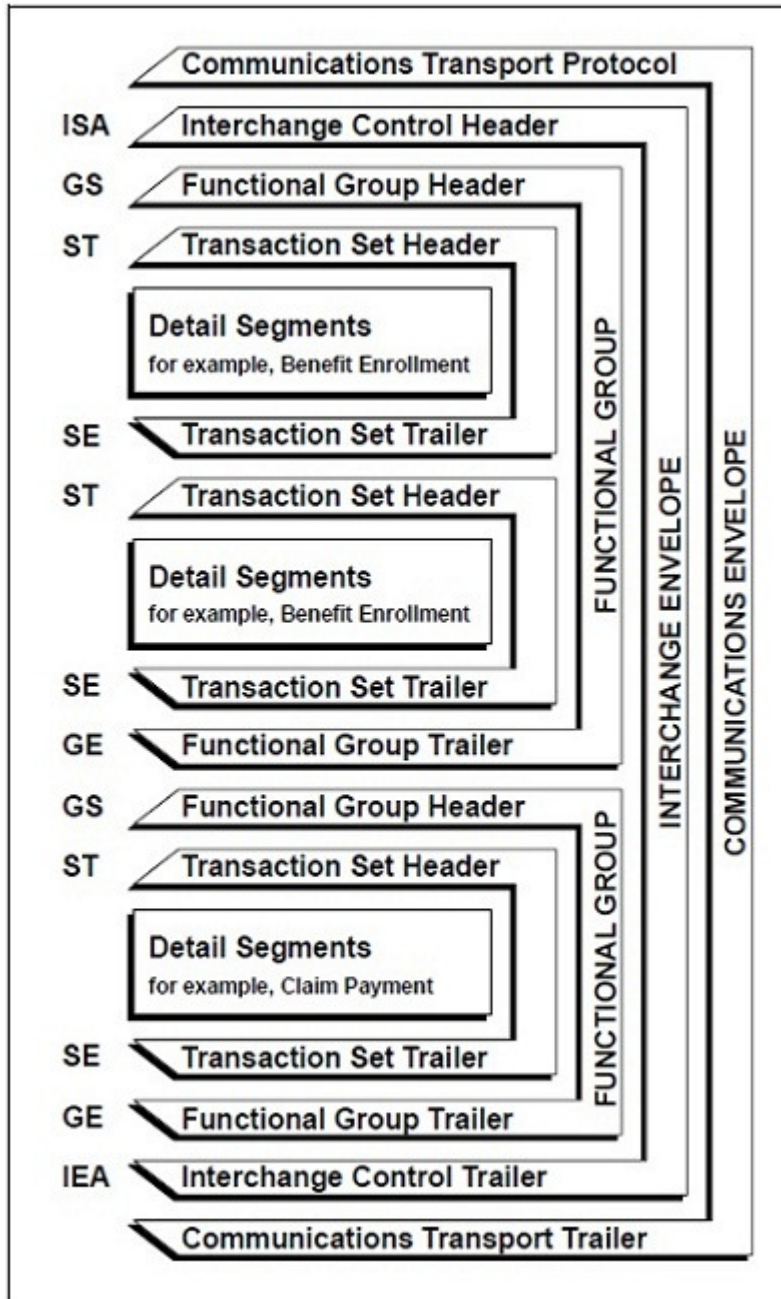 Communications Transport Protocol
ISA Interchange Control Header
GS Functional Group Header
ST Transaction Set Header
Detail Segments
for example, Benefit Enrollment
SE Transaction Set Trailer
ST Transaction Set Header
Detail Segments
for example, Benefit Enrollment
SE Transaction Set Trailer
GE Functional Group Trailer
FUNCTIONAL GROUP
GS Functional Group Header
ST Transaction Set Header
Detail Segments
for example, Claim Payment
SE Transaction Set Trailer
GE Functional Group Trailer
FUNCTIONAL GROUP
IEA Interchange Control Trailer
INTERCHANGE ENVELOPE
Communications Transport Trailer
COMMUNICATIONS ENVELOPE